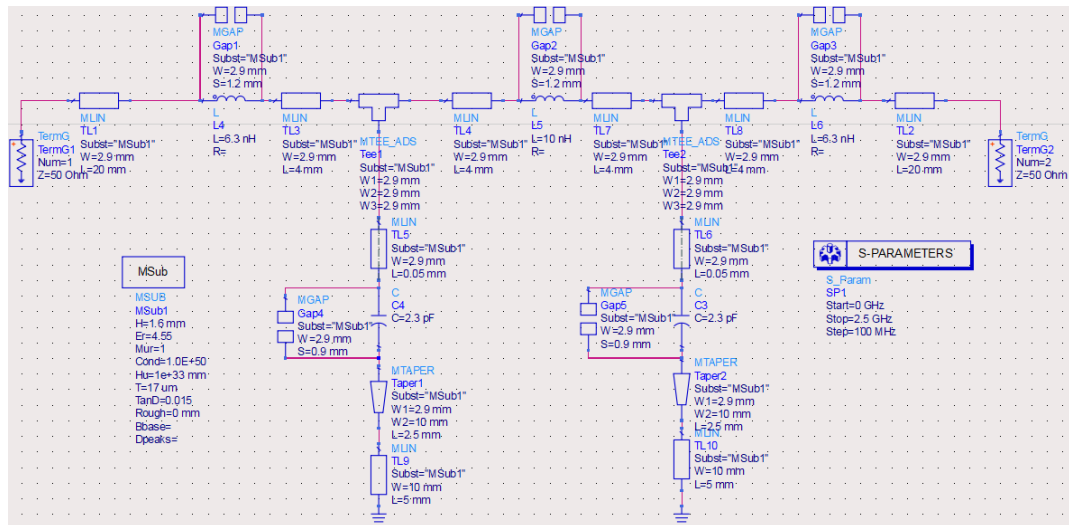 MGAP
Gap1
Subst="MSub1"
W=2.9 mm
S=1.2 mm
MGAP
Gap2
Subst="MSub1"
W=2.9 mm
S=1.2 mm
MGAP
Gap3
Subst="MSub1"
W=2.9 mm
S=1.2 mm
TermG
TermG1
Num=1
Z=50 Ohm
MLIN
TL1
Subst="MSub1"
W=2.9 mm
L=20 mm
L
L4
L=6.3 nH
R=
MLIN
TL3
Subst="MSub1"
W=2.9 mm
L=4 mm
MTEE_ADS
Tee1
Subst="MSub1"
W1=2.9 mm
W2=2.9 mm
W3=2.9 mm
MLIN
TL4
Subst="MSub1"
W=2.9 mm
L=4 mm
L
L5
L=10 nH
R=
MLIN
TL7
Subst="MSub1"
W=2.9 mm
L=4 mm
MTEE_ADS
Tee2
Subst="MSub1"
W1=2.9 mm
W2=2.9 mm
W3=2.9 mm
MLIN
TL8
Subst="MSub1"
W=2.9 mm
L=4 mm
L
L6
L=6.3 nH
R=
MLIN
TL2
Subst="MSub1"
W=2.9 mm
L=20 mm
TermG
TermG2
Num=2
Z=50 Ohm
MLIN
TL5
Subst="MSub1"
W=2.9 mm
L=0.05 mm
MLIN
TL6
Subst="MSub1"
W=2.9 mm
L=0.05 mm
MSub
MSUB
MSub1
H=1.6 mm
Er=4.55
Mur=1
Cond=1.0E+50
Hu=1e+33 mm
T=17 um
TanD=0.015
Rough=0 mm
Bbase=
Dpeaks=
MGAP
Gap4
Subst="MSub1"
W=2.9 mm
S=0.9 mm
C
C4
C=2.3 pF
MGAP
Gap5
Subst="MSub1"
W=2.9 mm
S=0.9 mm
C
C3
C=2.3 pF
S-PARAMETERS
S_Param
SP1
Start=0 GHz
Stop=2.5 GHz
Step=100 MHz
MTAPER
Taper1
Subst="MSub1"
W1=2.9 mm
W2=10 mm
L=2.5 mm
MLIN
TL9
Subst="MSub1"
W=10 mm
L=5 mm
MTAPER
Taper2
Subst="MSub1"
W1=2.9 mm
W2=10 mm
L=2.5 mm
MLIN
TL10
Subst="MSub1"
W=10 mm
L=5 mm